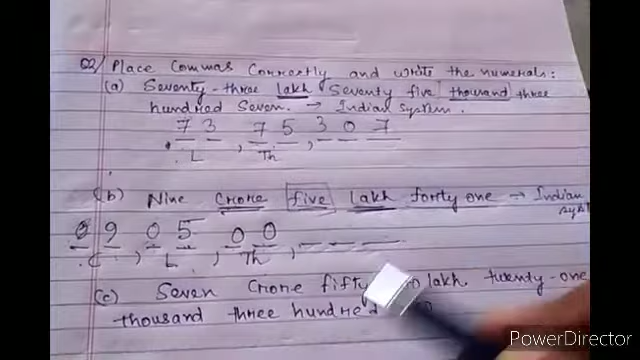 Q2/ Place Commas Correctly and write the numerals:
(a) Seventy-three lakh Seventy five thousand three
hundred Seven. → Indian System.
7 3 , 7 5 , 3 0 7
L Th
(b) Nine Crore five lakh forty one → Indian
syst
0 9 , 0 5 , 0 0 , _ _ _
C L Th
(c) Seven Crore fifty lakh twenty-one
thousand three hundred
PowerDirector